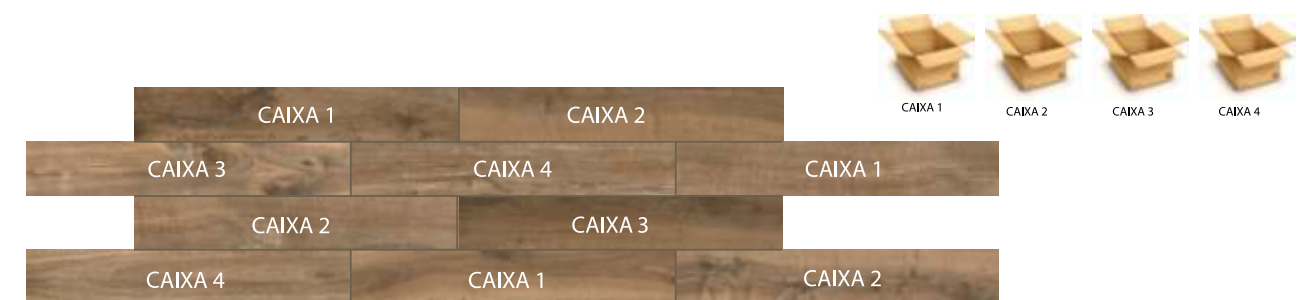 CAIXA 1 CAIXA 2 CAIXA 3 CAIXA 4
CAIXA 1 CAIXA 2
CAIXA 3 CAIXA 4 CAIXA 1
CAIXA 2 CAIXA 3
CAIXA 4 CAIXA 1 CAIXA 2